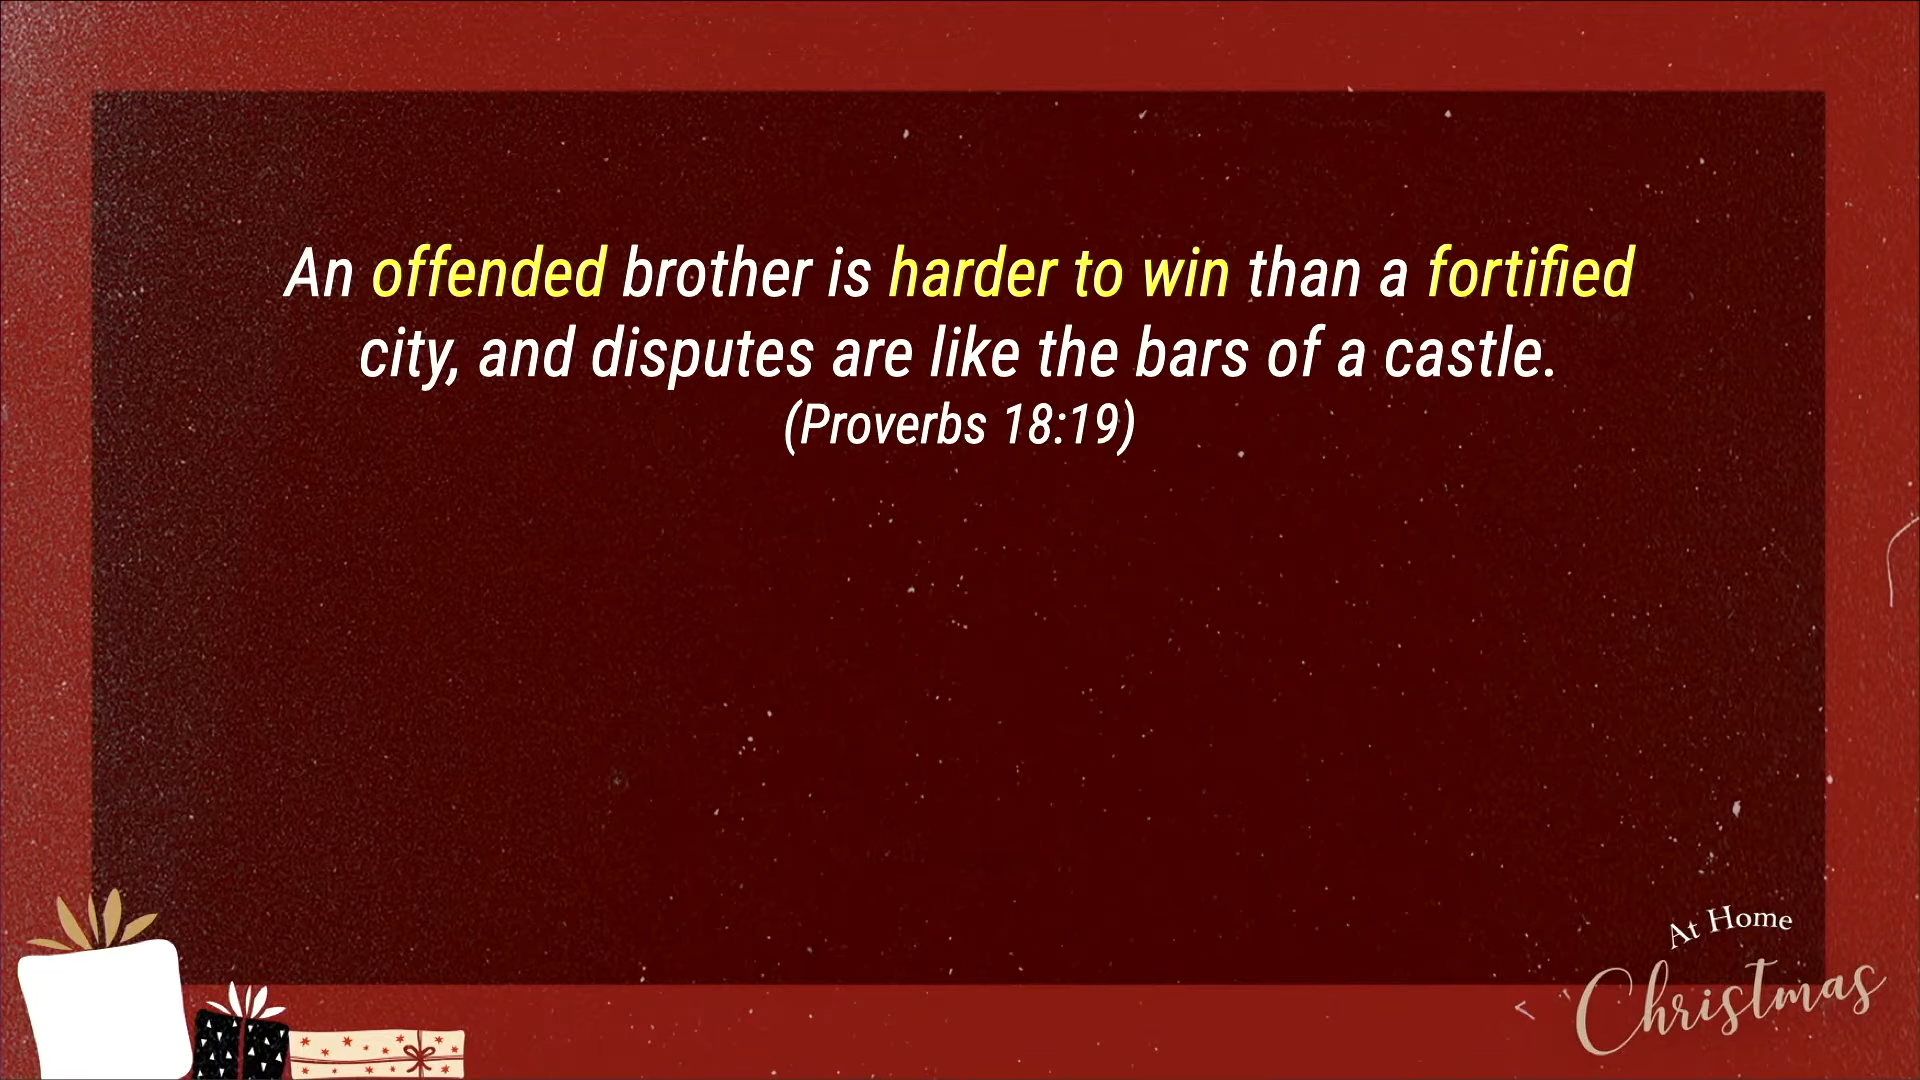 An offended brother is harder to win than a fortified
city, and disputes are like the bars of a castle.
(Proverbs 18:19)
At Home
Christmas